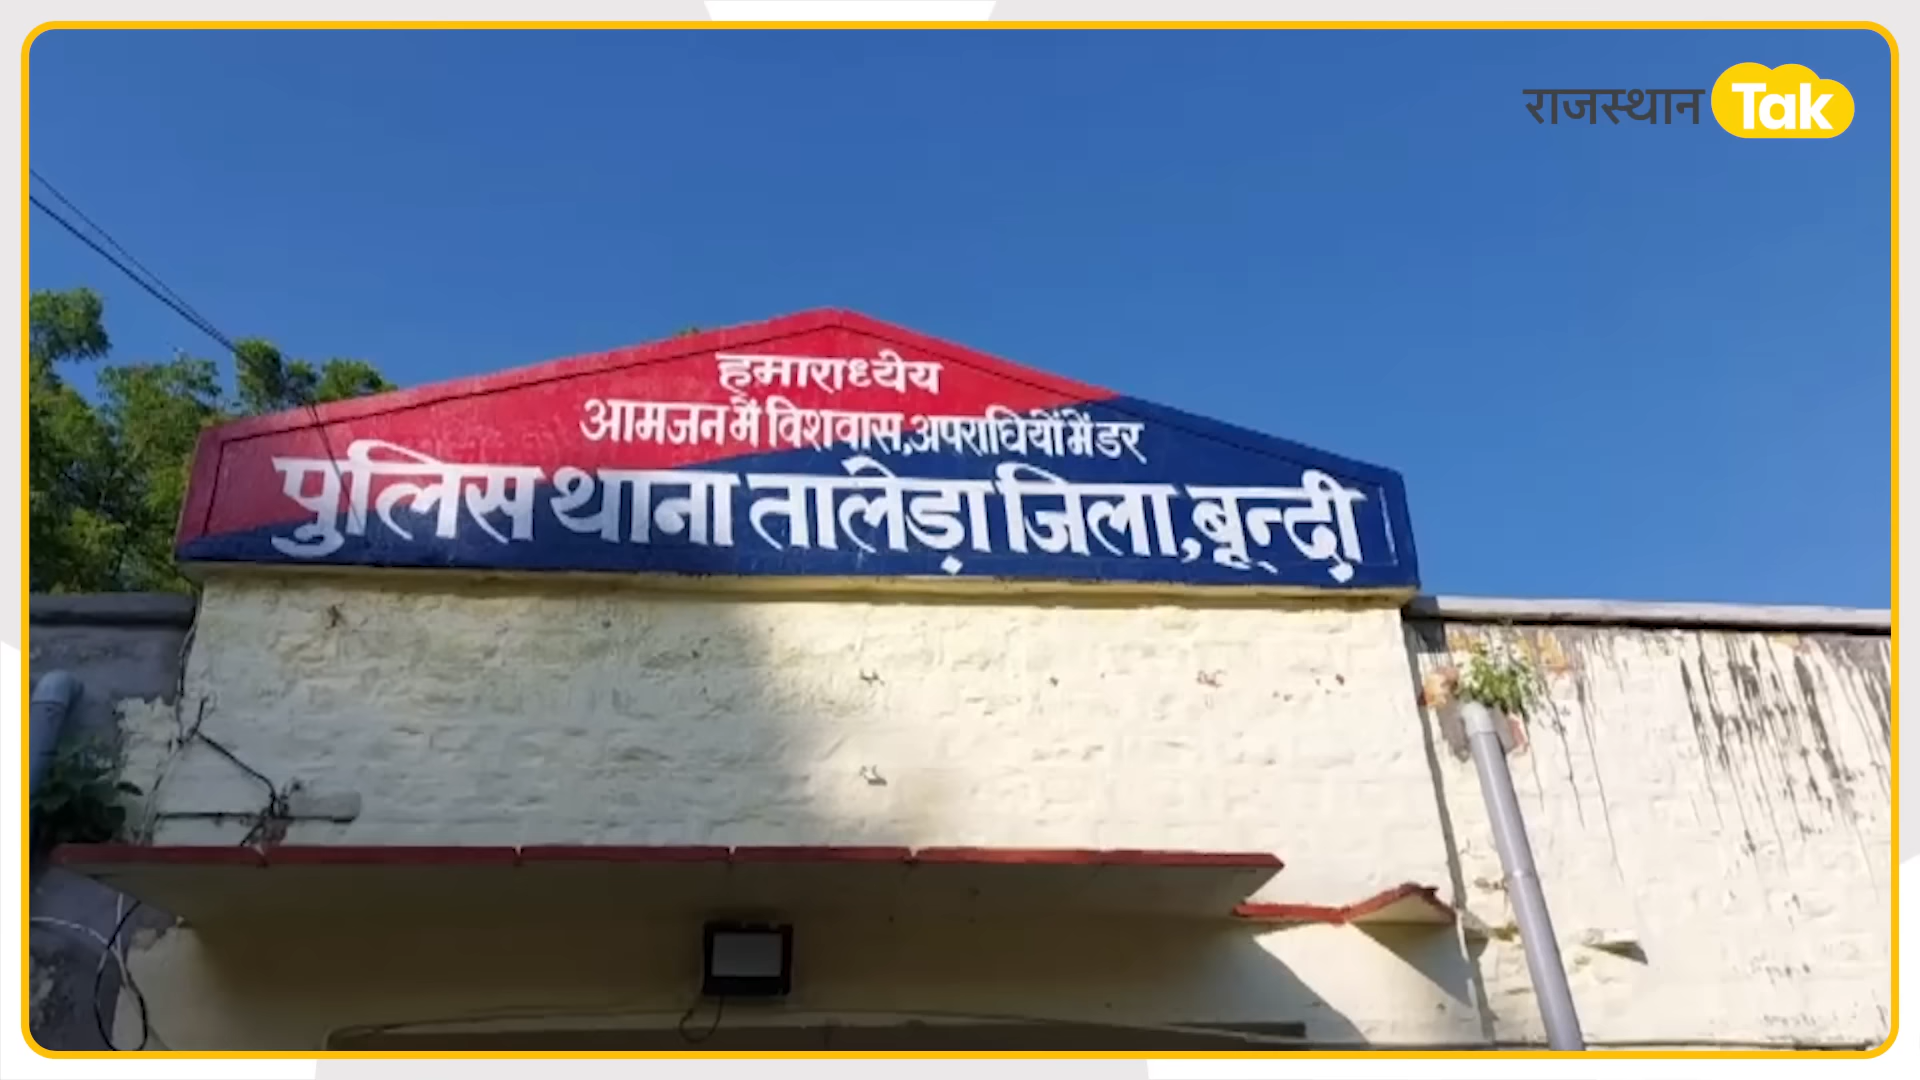 राजस्थान Tak
हमारा ध्येय
आमजन में विशवास, अपराधियों में डर
पुलिस थाना तालेड़ा जिला, बून्दी़